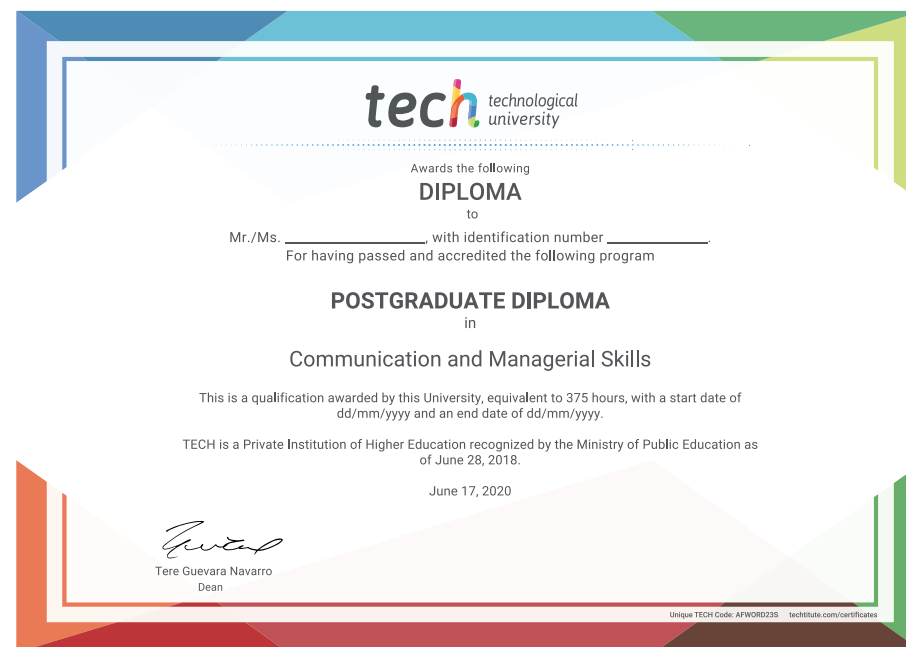 tech technological
university
Awards the following
DIPLOMA
to
Mr./Ms. ____________________, with identification number ______________.
For having passed and accredited the following program
POSTGRADUATE DIPLOMA
in
Communication and Managerial Skills
This is a qualification awarded by this University, equivalent to 375 hours, with a start date of
dd/mm/yyyy and an end date of dd/mm/yyyy.
TECH is a Private Institution of Higher Education recognized by the Ministry of Public Education as
of June 28, 2018.
June 17, 2020
Tere Guevara Navarro
Dean
Unique TECH Code: AFWORD23S techtitute.com/certificates